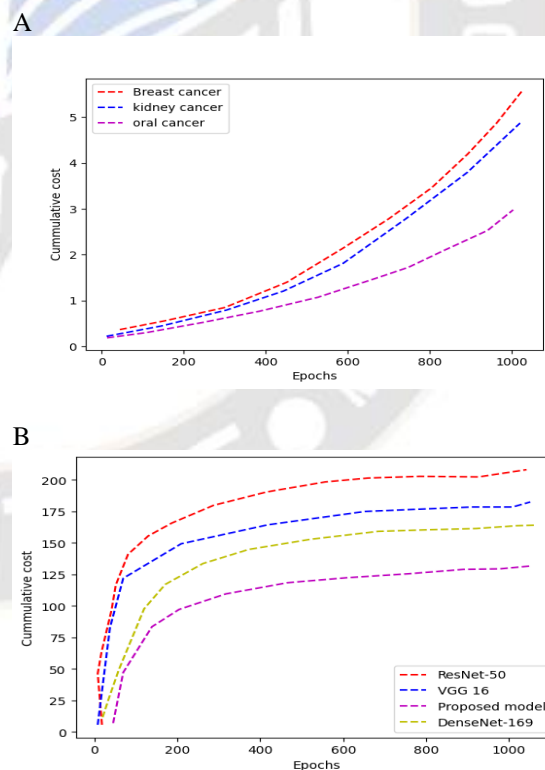 A
Breast cancer
kidney cancer
oral cancer
Cummulative cost
5
4
3
2
1
0
0 200 400 600 800 1000
Epochs
B
Cummulative cost
200
175
150
125
100
75
50
25
0
ResNet-50
VGG 16
Proposed model
DenseNet-169
0 200 400 600 800 1000
Epochs